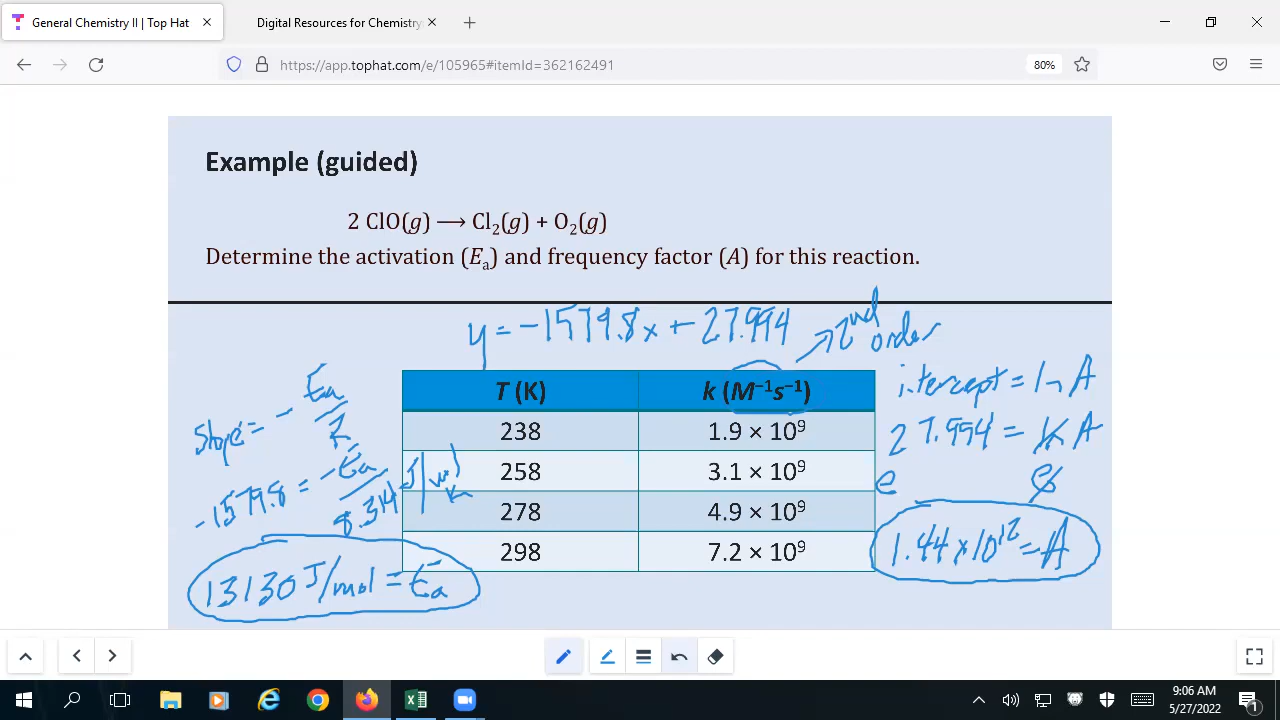 General Chemistry II | Top Hat
Digital Resources for Chemistry
https://app.tophat.com/e/105965#itemId=362162491
80%
Example (guided)
2 ClO(g) ⟶ Cl₂(g) + O₂(g)
Determine the activation (Eₐ) and frequency factor (A) for this reaction.
y = -1579.8x + 27.994
→ 2nd order
T (K) k (M⁻¹s⁻¹)
238 1.9 × 10⁹
258 3.1 × 10⁹
278 4.9 × 10⁹
298 7.2 × 10⁹
slope = - Ea/R
-1579.8 = -Ea / 8.314 J/mol K
13130 J/mol = Ea
intercept = ln A
27.994 = ln A
e e
1.44 x 10¹² = A
9:06 AM
5/27/2022
1